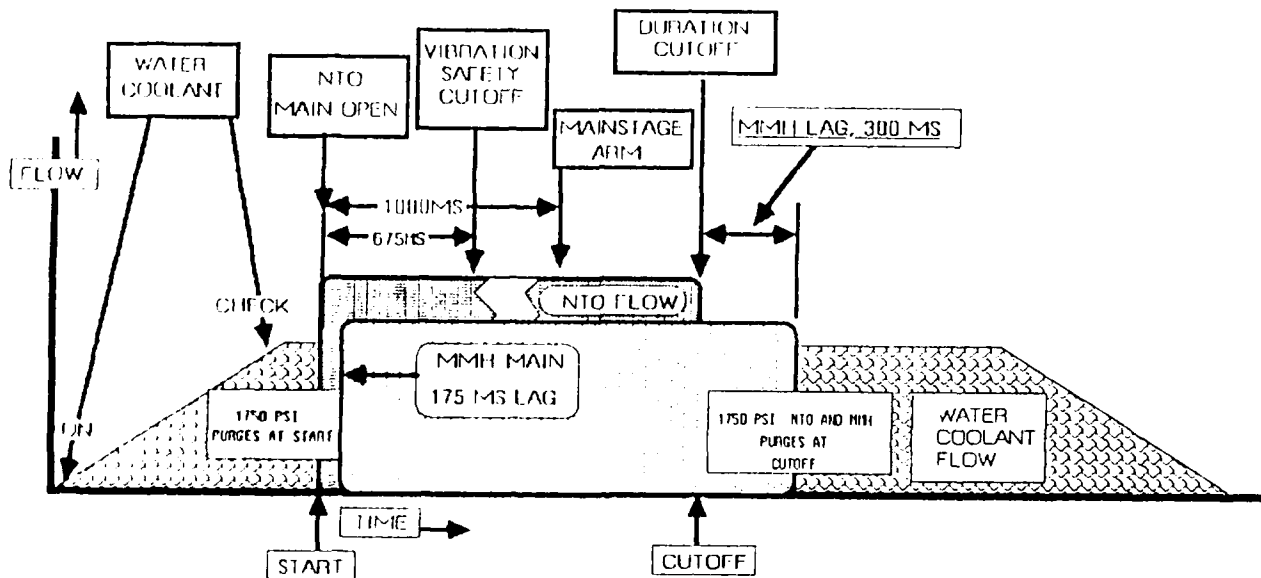 WATER
COOLANT
NTO
MAIN OPEN
VIBRATION
SAFETY
CUTOFF
DURATION
CUTOFF
MAINSTAGE
ARM
MMH LAG, 300 MS
FLOW
1000MS
675MS
CHECK
NTO FLOW
MMH MAIN
175 MS LAG
ON
1750 PSI
PURGES AT START
1750 PSI NTO AND MMH
PURGES AT
CUTOFF
WATER
COOLANT
FLOW
TIME
START
CUTOFF